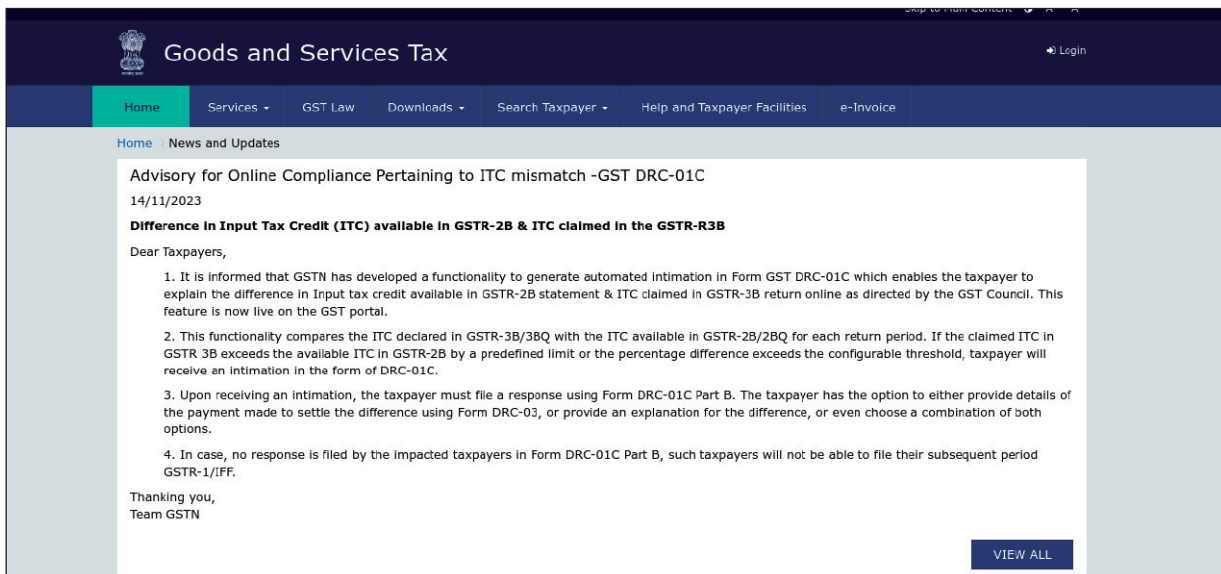 Skip to Main Content A A
Goods and Services Tax
Login
Home Services GST Law Downloads Search Taxpayer Help and Taxpayer Facilities e-Invoice
Home > News and Updates
Advisory for Online Compliance Pertaining to ITC mismatch -GST DRC-01C
14/11/2023
Difference in Input Tax Credit (ITC) available in GSTR-2B & ITC claimed in the GSTR-R3B
Dear Taxpayers,
1. It is informed that GSTN has developed a functionality to generate automated intimation in Form GST DRC-01C which enables the taxpayer to
explain the difference in Input tax credit available in GSTR-2B statement & ITC claimed in GSTR-3B return online as directed by the GST Council. This
feature is now live on the GST portal.
2. This functionality compares the ITC declared in GSTR-3B/3BQ with the ITC available in GSTR-2B/2BQ for each return period. If the claimed ITC in
GSTR 3B exceeds the available ITC in GSTR-2B by a predefined limit or the percentage difference exceeds the configurable threshold, taxpayer will
receive an intimation in the form of DRC-01C.
3. Upon receiving an intimation, the taxpayer must file a response using Form DRC-01C Part B. The taxpayer has the option to either provide details of
the payment made to settle the difference using Form DRC-03, or provide an explanation for the difference, or even choose a combination of both
options.
4. In case, no response is filed by the impacted taxpayers in Form DRC-01C Part B, such taxpayers will not be able to file their subsequent period
GSTR-1/IFF.
Thanking you,
Team GSTN
VIEW ALL